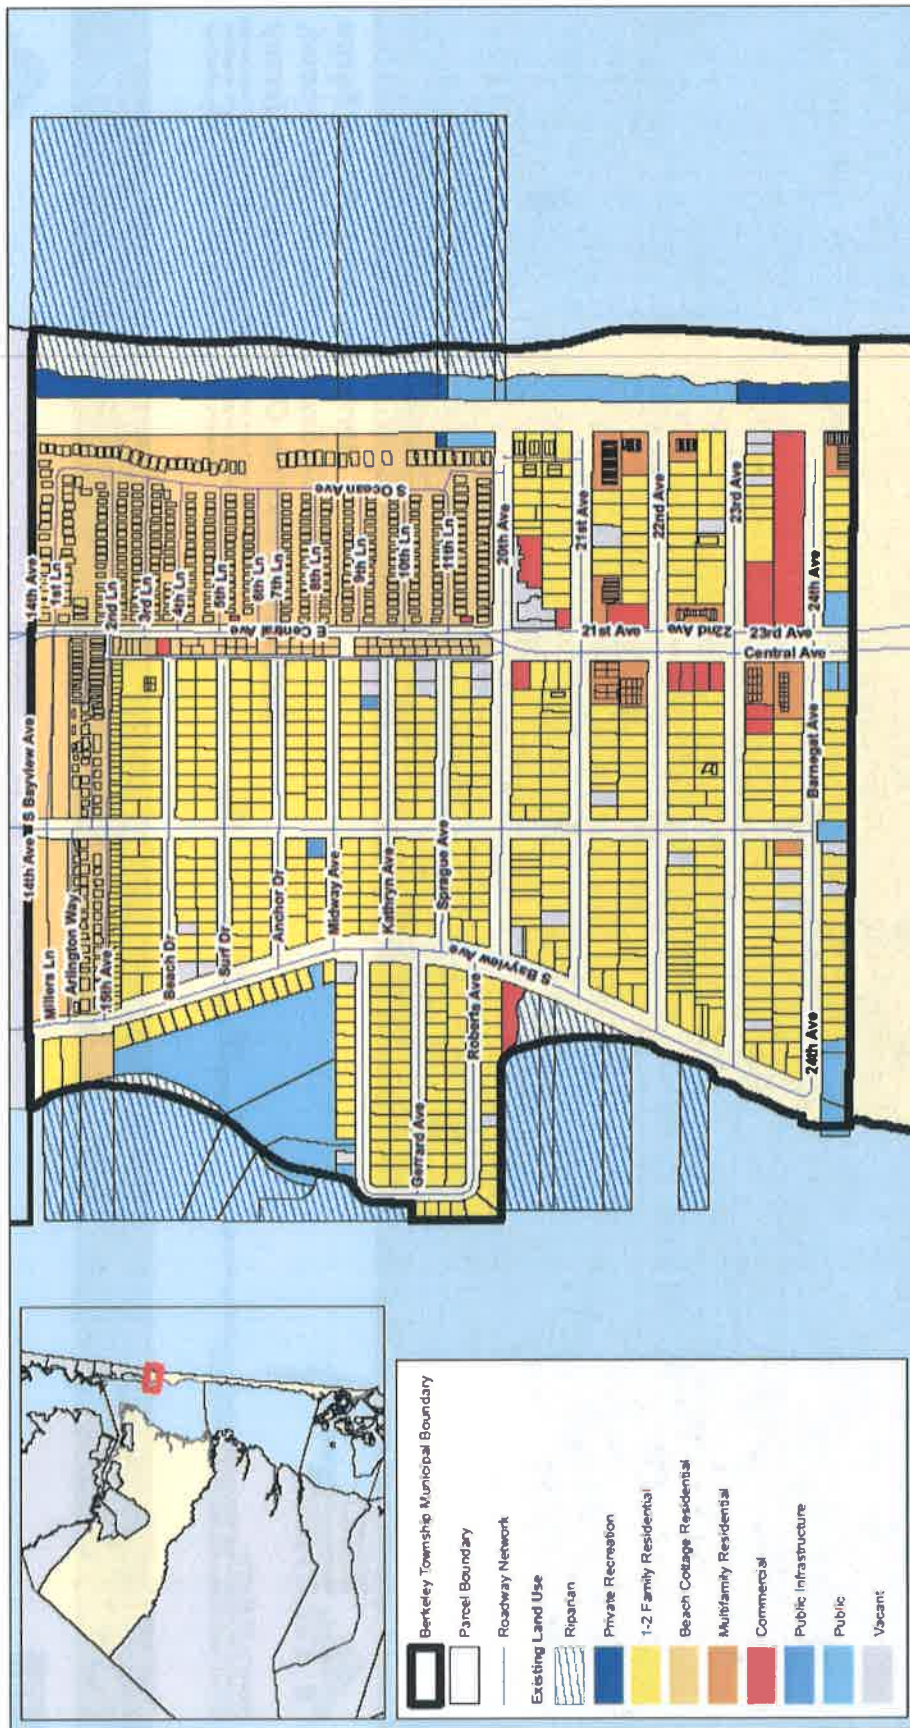 14th Ave
14th Ave
S Bayview Ave
14th Ave
Millers Ln
Arlington Way
15th Ave
Beach Dr
Surf Dr
Anchor Dr
Midway Ave
Kathryn Ave
Sprague Ave
Gerrard Ave
Roberts Ave
S Bayview Ave
1st Ln
2nd Ln
3rd Ln
4th Ln
5th Ln
6th Ln
7th Ln
8th Ln
9th Ln
10th Ln
11th Ln
S Ocean Ave
E Central Ave
20th Ave
21st Ave
22nd Ave
23rd Ave
24th Ave
21st Ave
22nd Ave
23rd Ave
Central Ave
Barnegat Ave
24th Ave
Berkeley Township Municipal Boundary
Parcel Boundary
Roadway Network
Existing Land Use
Riparian
Private Recreation
1-2 Family Residential
Beach Cottage Residential
Multifamily Residential
Commercial
Public Infrastructure
Public
Vacant